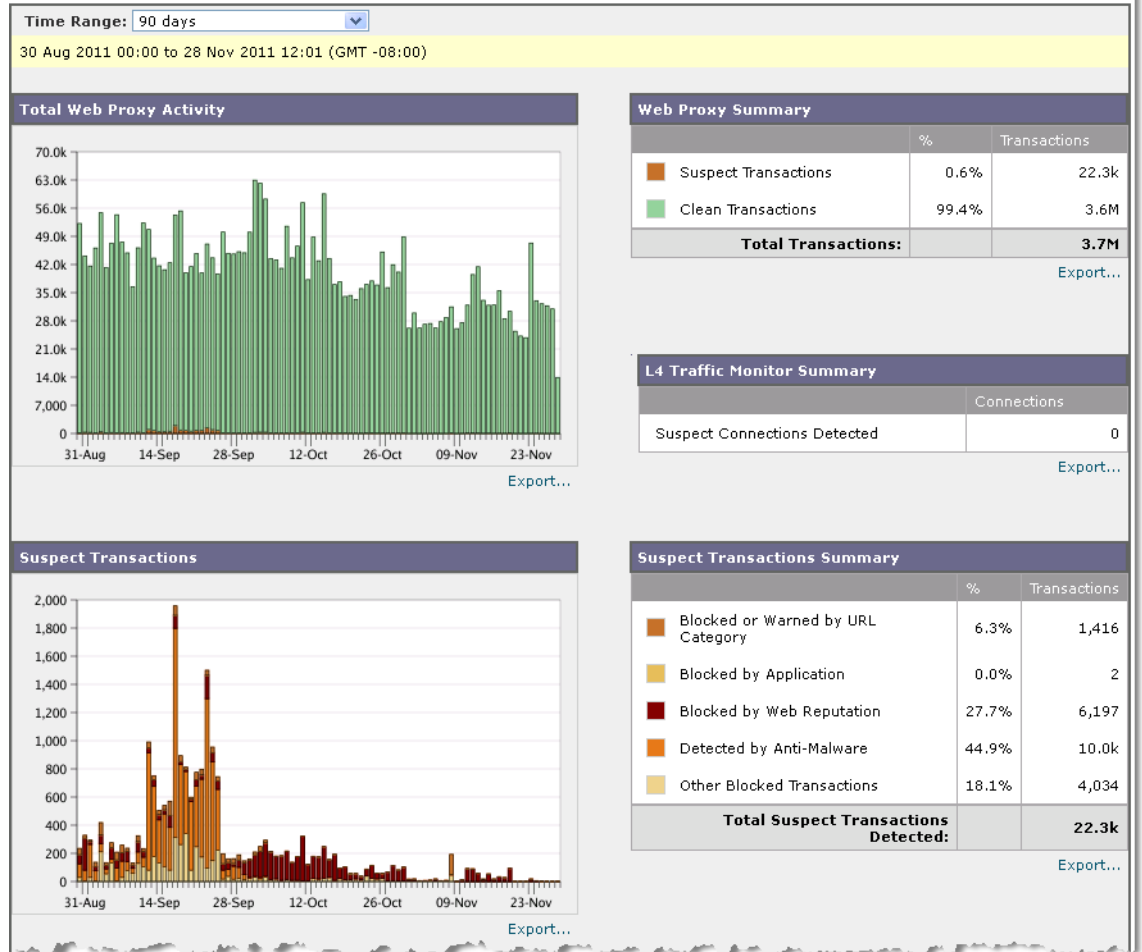 Time Range: 90 days
30 Aug 2011 00:00 to 28 Nov 2011 12:01 (GMT -08:00)
Total Web Proxy Activity
70.0k
63.0k
56.0k
49.0k
42.0k
35.0k
28.0k
21.0k
14.0k
7,000
0
31-Aug 14-Sep 28-Sep 12-Oct 26-Oct 09-Nov 23-Nov
Export...
Web Proxy Summary
% Transactions
Suspect Transactions 0.6% 22.3k
Clean Transactions 99.4% 3.6M
Total Transactions: 3.7M
Export...
L4 Traffic Monitor Summary
Connections
Suspect Connections Detected 0
Export...
Suspect Transactions
2,000
1,800
1,600
1,400
1,200
1,000
800
600
400
200
0
31-Aug 14-Sep 28-Sep 12-Oct 26-Oct 09-Nov 23-Nov
Export...
Suspect Transactions Summary
% Transactions
Blocked or Warned by URL
Category 6.3% 1,416
Blocked by Application 0.0% 2
Blocked by Web Reputation 27.7% 6,197
Detected by Anti-Malware 44.9% 10.0k
Other Blocked Transactions 18.1% 4,034
Total Suspect Transactions
Detected: 22.3k
Export...